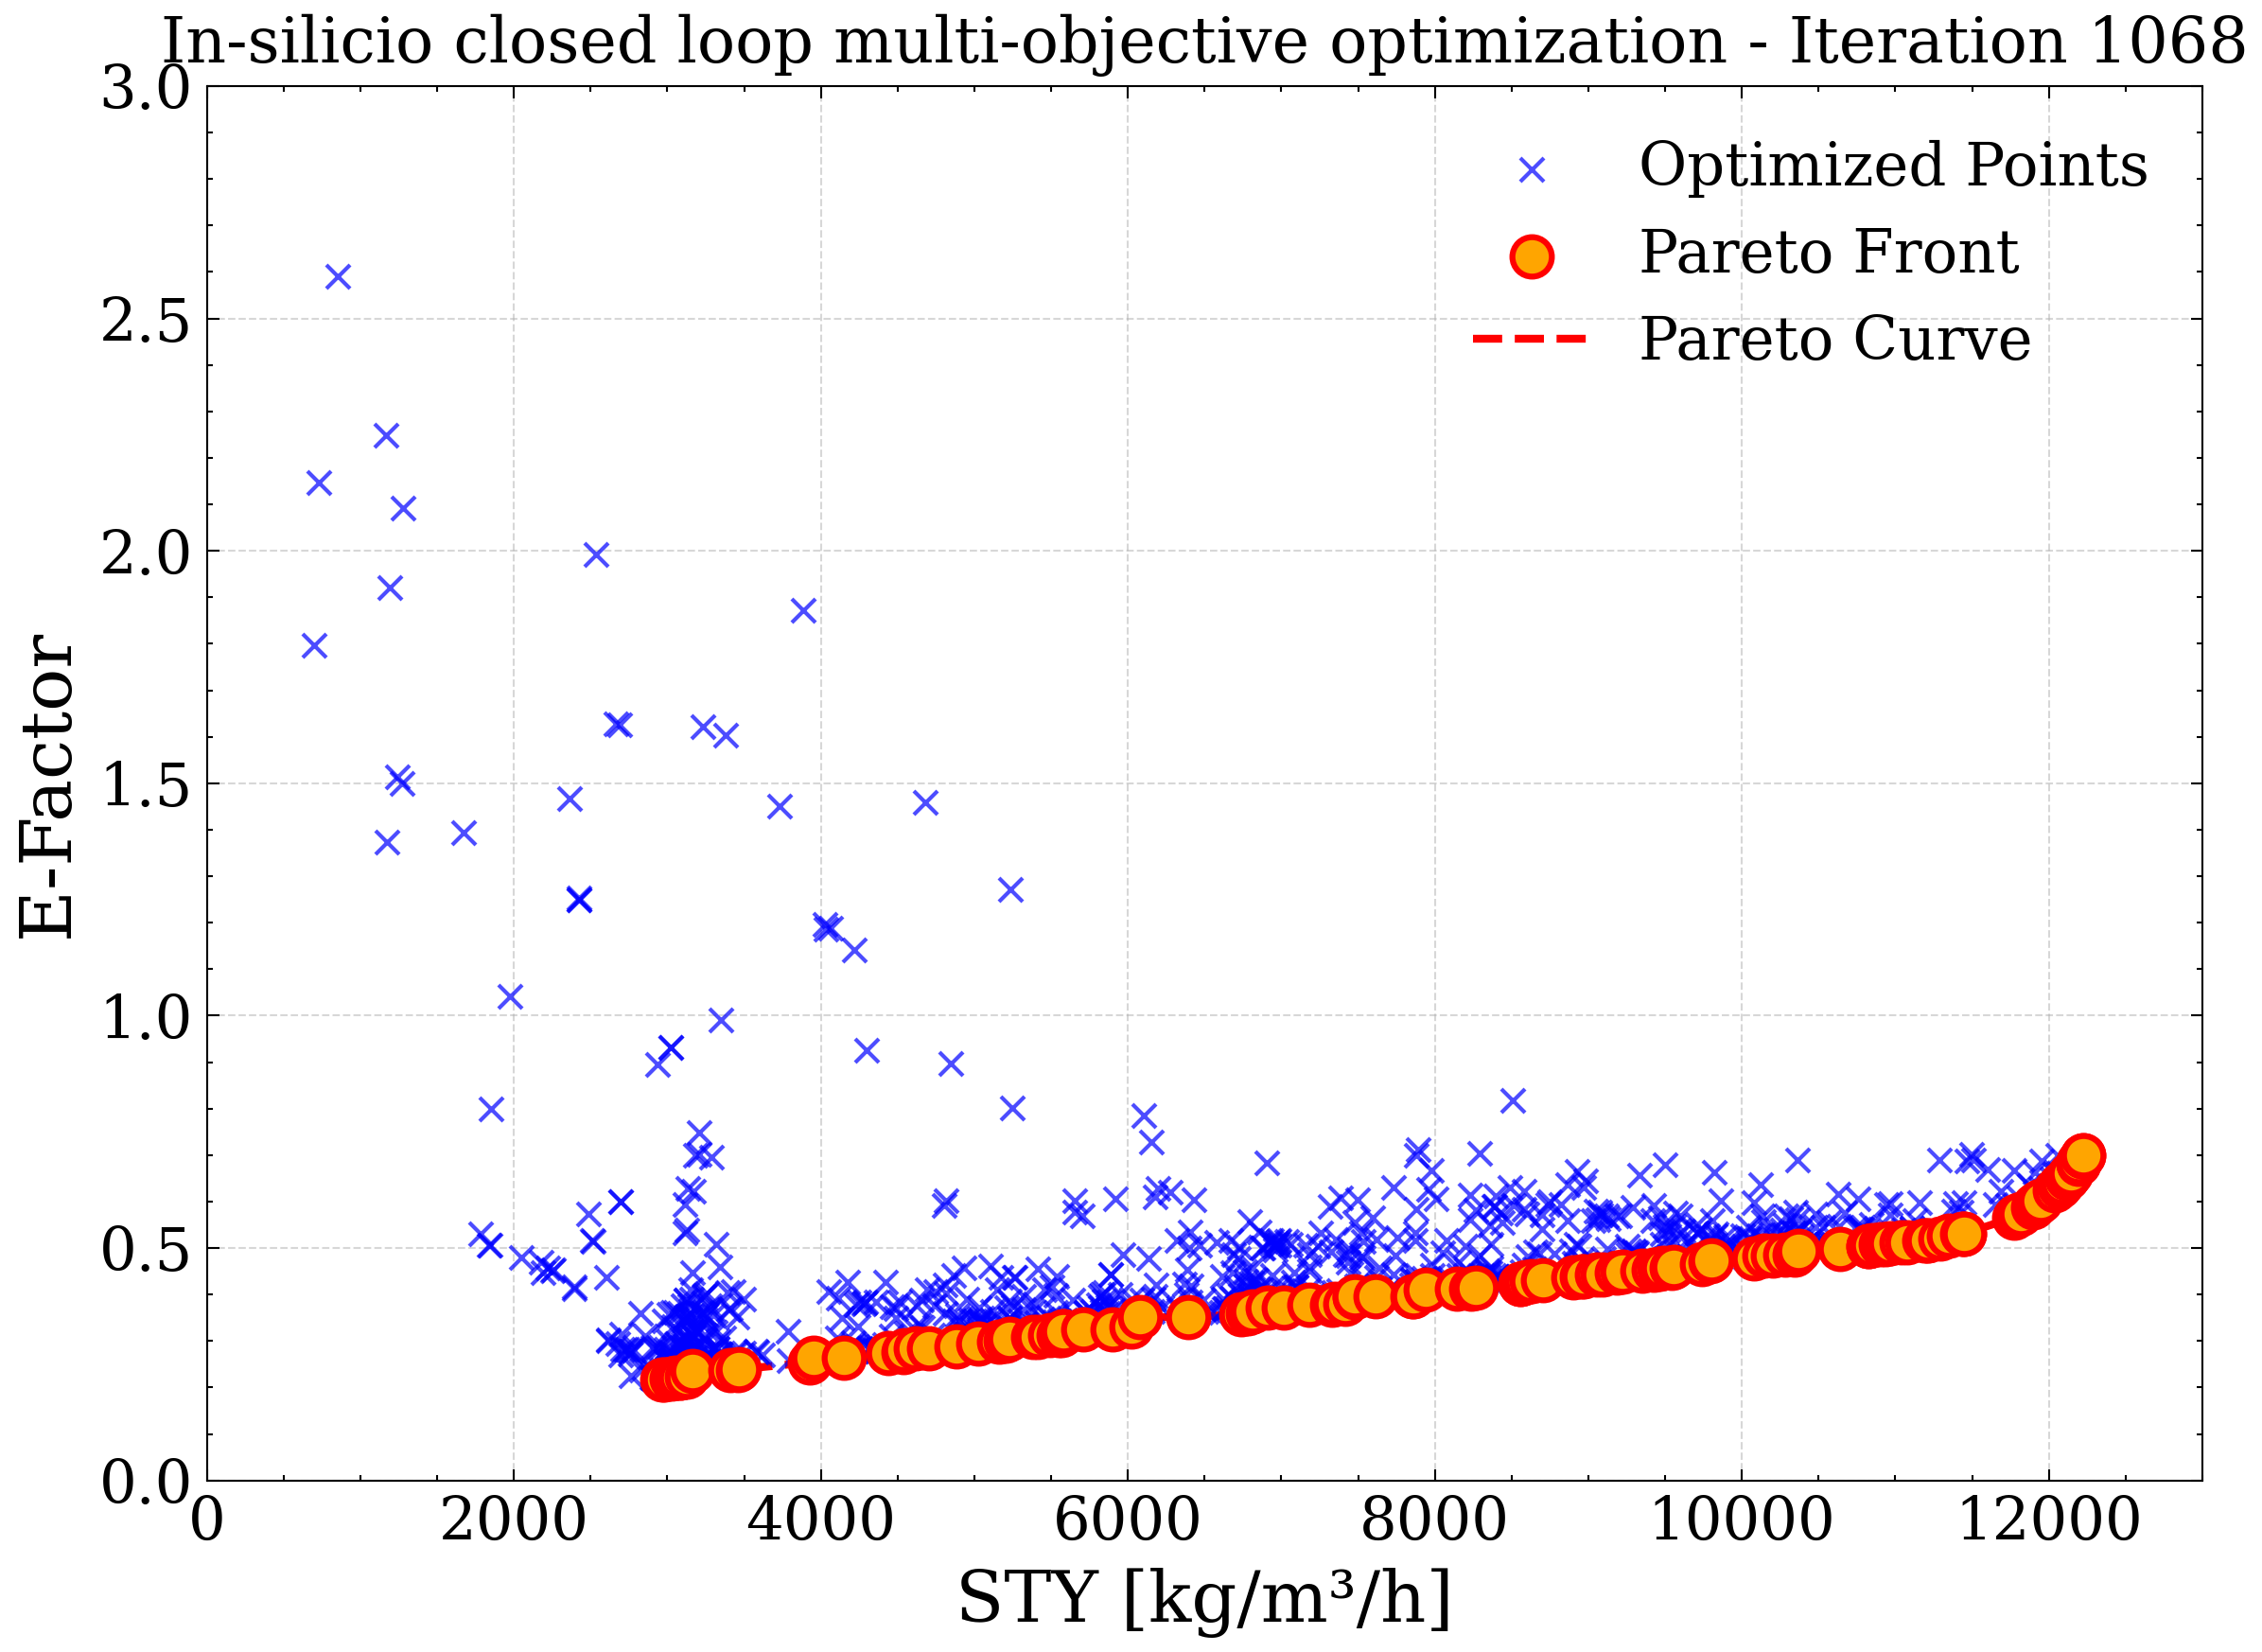 In-silicio closed loop multi-objective optimization - Iteration 1068
Optimized Points
Pareto Front
Pareto Curve
E-Factor
3.0
2.5
2.0
1.5
1.0
0.5
0.0
0 2000 4000 6000 8000 10000 12000
STY [kg/m³/h]